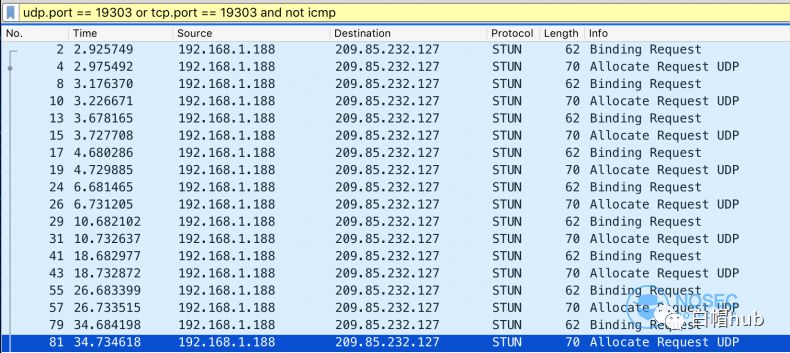 udp.port == 19303 or tcp.port == 19303 and not icmp
No. Time Source Destination Protocol Length Info
2 2.925749 192.168.1.188 209.85.232.127 STUN 62 Binding Request
4 2.975492 192.168.1.188 209.85.232.127 STUN 70 Allocate Request UDP
8 3.176370 192.168.1.188 209.85.232.127 STUN 62 Binding Request
10 3.226671 192.168.1.188 209.85.232.127 STUN 70 Allocate Request UDP
13 3.678165 192.168.1.188 209.85.232.127 STUN 62 Binding Request
15 3.727708 192.168.1.188 209.85.232.127 STUN 70 Allocate Request UDP
17 4.680286 192.168.1.188 209.85.232.127 STUN 62 Binding Request
19 4.729885 192.168.1.188 209.85.232.127 STUN 70 Allocate Request UDP
24 6.681465 192.168.1.188 209.85.232.127 STUN 62 Binding Request
26 6.731205 192.168.1.188 209.85.232.127 STUN 70 Allocate Request UDP
29 10.682102 192.168.1.188 209.85.232.127 STUN 62 Binding Request
31 10.732637 192.168.1.188 209.85.232.127 STUN 70 Allocate Request UDP
41 18.682977 192.168.1.188 209.85.232.127 STUN 62 Binding Request
43 18.732872 192.168.1.188 209.85.232.127 STUN 70 Allocate Request UDP
55 26.683399 192.168.1.188 209.85.232.127 STUN 62 Binding Request
57 26.733515 192.168.1.188 209.85.232.127 STUN 70 Allocate Request UDP
79 34.684198 192.168.1.188 209.85.232.127 STUN 62 Binding Request
81 34.734618 192.168.1.188 209.85.232.127 STUN 70 Allocate Request UDP
NOSEC
白帽hub